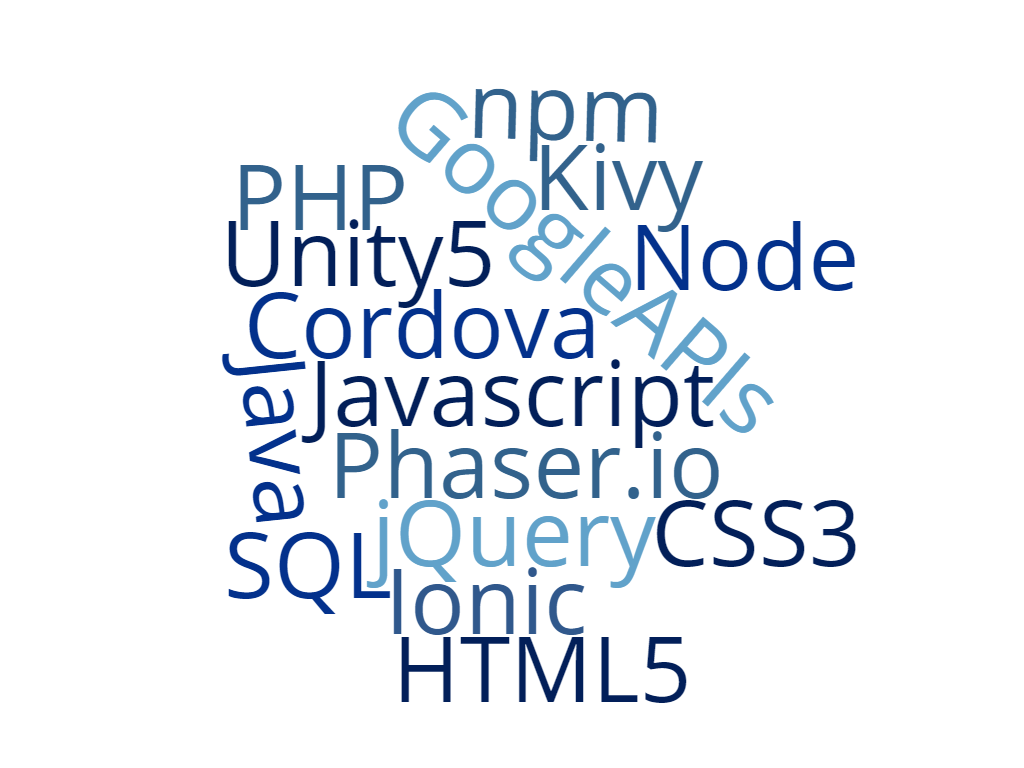 npm
GoogleAPIs
Kivy
PHP
Unity5
Node
Cordova
Javascript
Java
Phaser.io
jQuery
CSS3
SQL
Ionic
HTML5